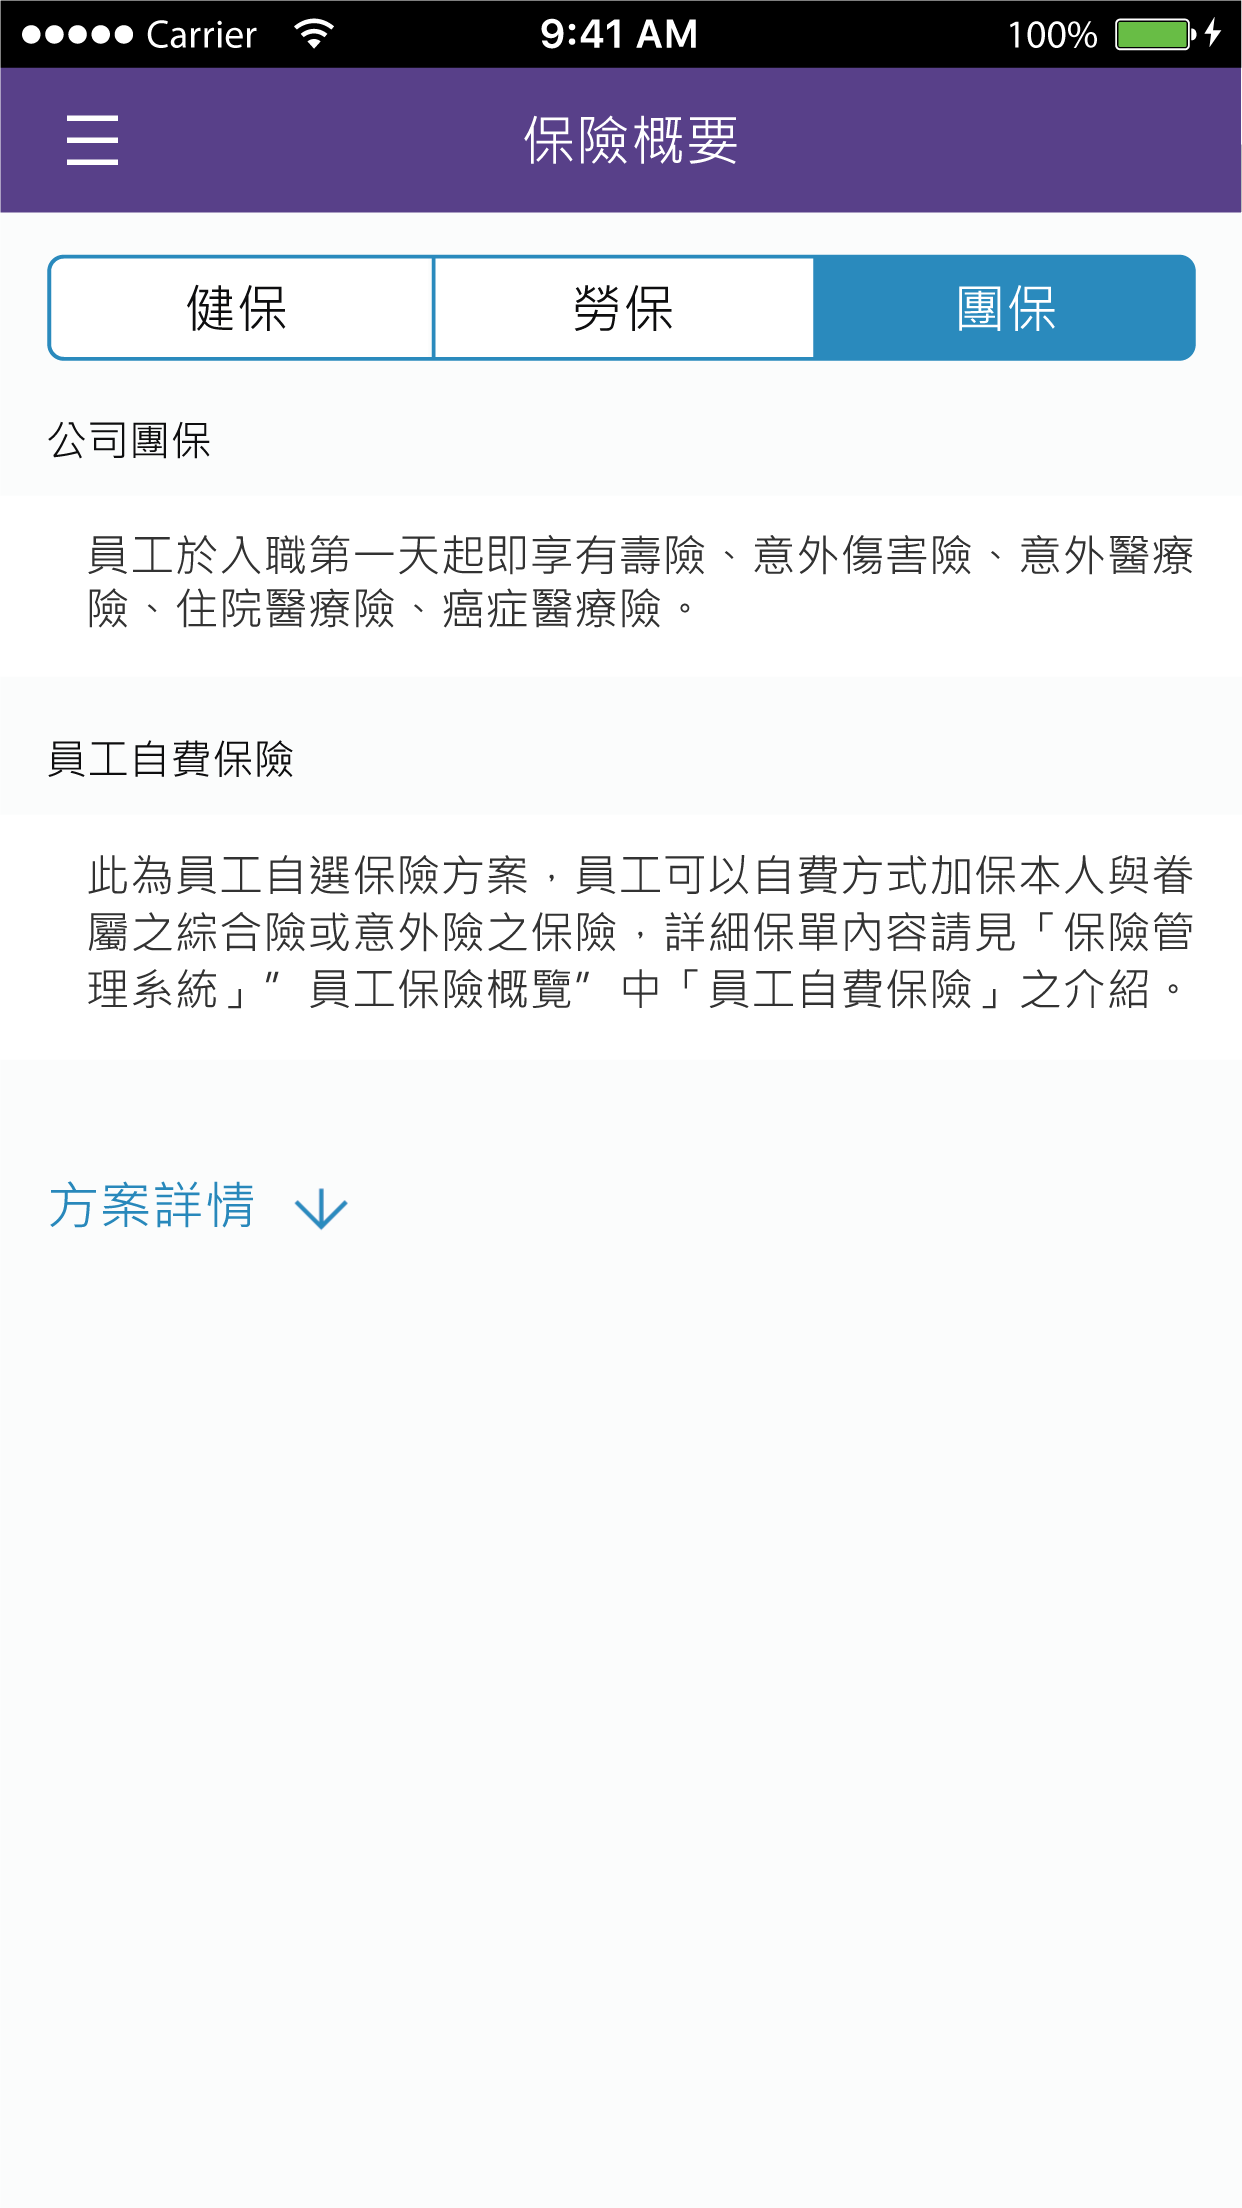 Carrier 9:41 AM 100%
保險概要
健保 勞保 團保
公司團保
員工於入職第一天起即享有壽險、意外傷害險、意外醫療
險、住院醫療險、癌症醫療險。
員工自費保險
此為員工自選保險方案，員工可以自費方式加保本人與眷
屬之綜合險或意外險之保險，詳細保單內容請見「保險管
理系統」” 員工保險概覽” 中「員工自費保險」之介紹。
方案詳情